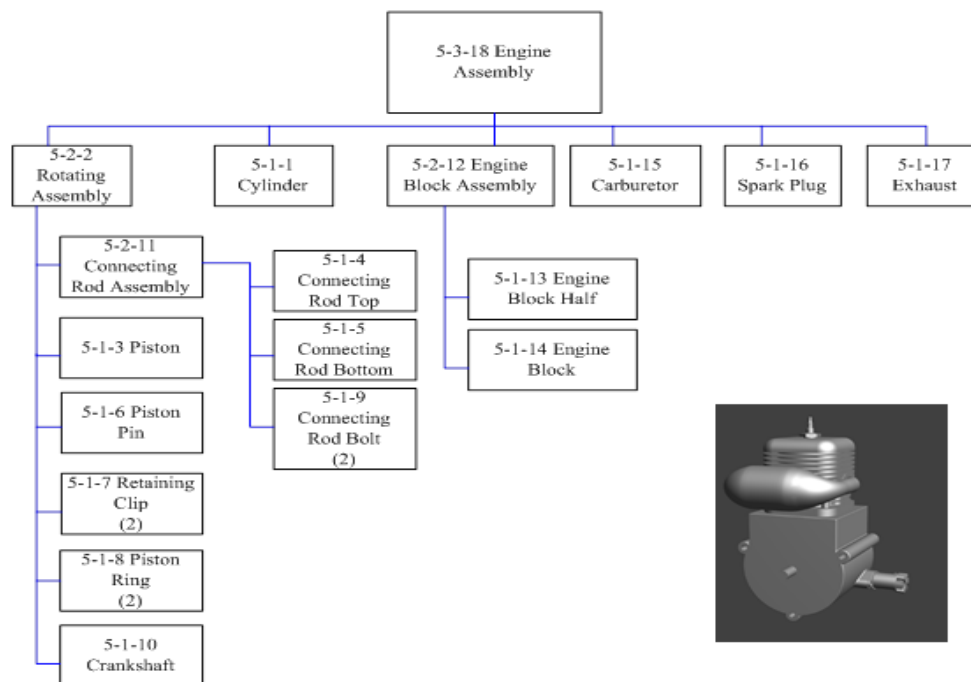 5-3-18 Engine
Assembly
5-2-2
Rotating
Assembly
5-1-1
Cylinder
5-2-12 Engine
Block Assembly
5-1-15
Carburetor
5-1-16
Spark Plug
5-1-17
Exhaust
5-2-11
Connecting
Rod Assembly
5-1-4
Connecting
Rod Top
5-1-5
Connecting
Rod Bottom
5-1-9
Connecting
Rod Bolt
(2)
5-1-13 Engine
Block Half
5-1-14 Engine
Block
5-1-3 Piston
5-1-6 Piston
Pin
5-1-7 Retaining
Clip
(2)
5-1-8 Piston
Ring
(2)
5-1-10
Crankshaft